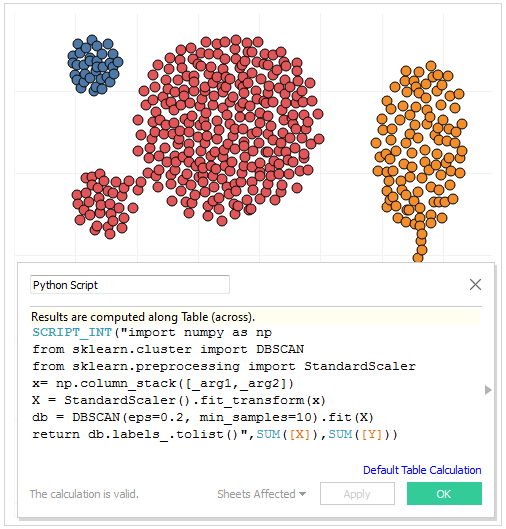 Python Script
Results are computed along Table (across).
SCRIPT_INT("import numpy as np
from sklearn.cluster import DBSCAN
from sklearn.preprocessing import StandardScaler
x= np.column_stack([_arg1,_arg2])
X = StandardScaler().fit_transform(x)
db = DBSCAN(eps=0.2, min_samples=10).fit(X)
return db.labels_.tolist()",SUM([X]),SUM([Y]))
Default Table Calculation
The calculation is valid. Sheets Affected Apply OK